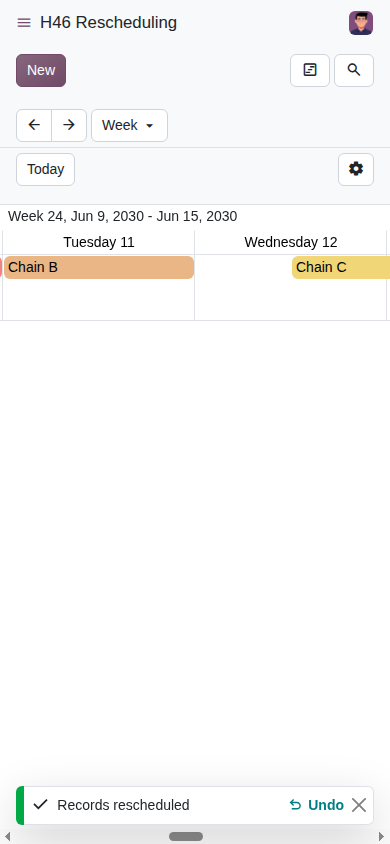 H46 Rescheduling
New
Week
Today
Week 24, Jun 9, 2030 - Jun 15, 2030
Tuesday 11 Wednesday 12
Chain B Chain C
Records rescheduled Undo